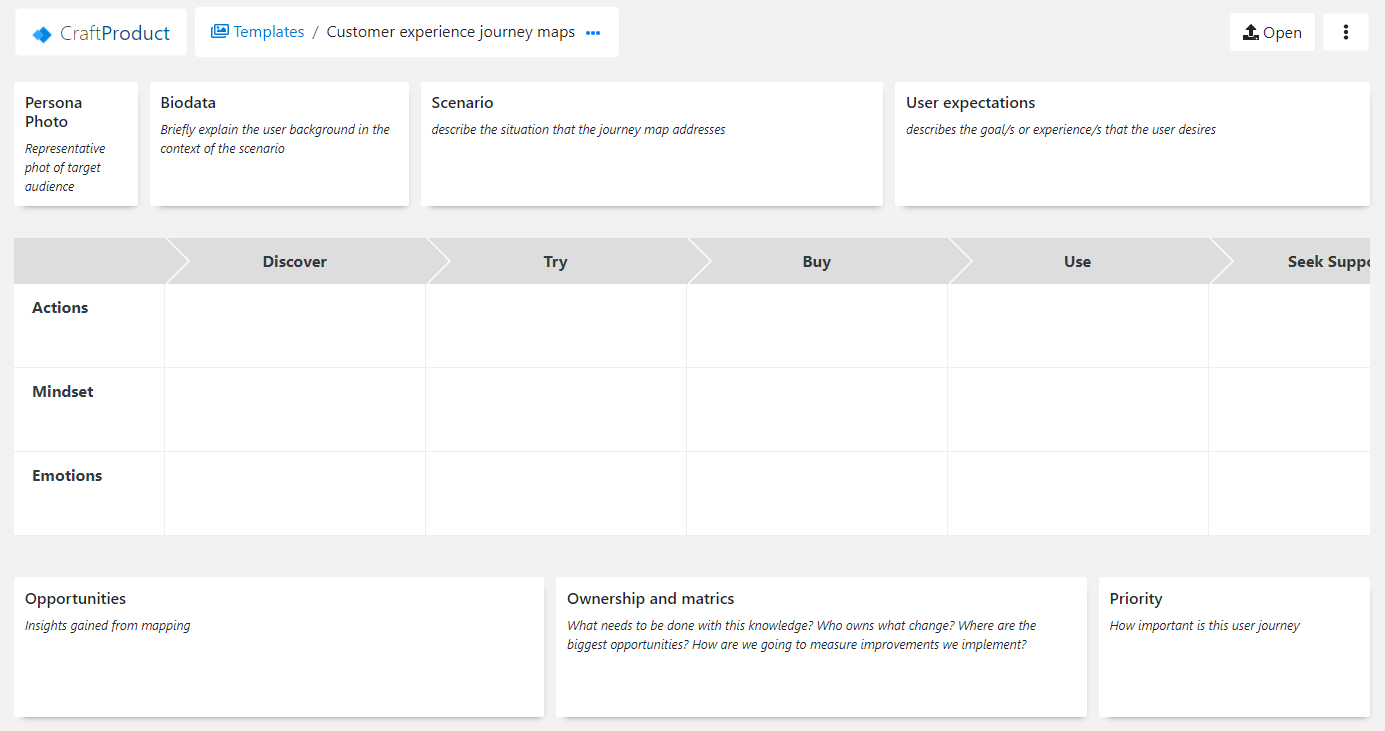 CraftProduct
Templates / Customer experience journey maps
Open
Persona
Photo
Representative
phot of target
audience
Biodata
Briefly explain the user background in the
context of the scenario
Scenario
describe the situation that the journey map addresses
User expectations
describes the goal/s or experience/s that the user desires
Discover
Try
Buy
Use
Seek Suppo
Actions
Mindset
Emotions
Opportunities
Insights gained from mapping
Ownership and matrics
What needs to be done with this knowledge? Who owns what change? Where are the
biggest opportunities? How are we going to measure improvements we implement?
Priority
How important is this user journey